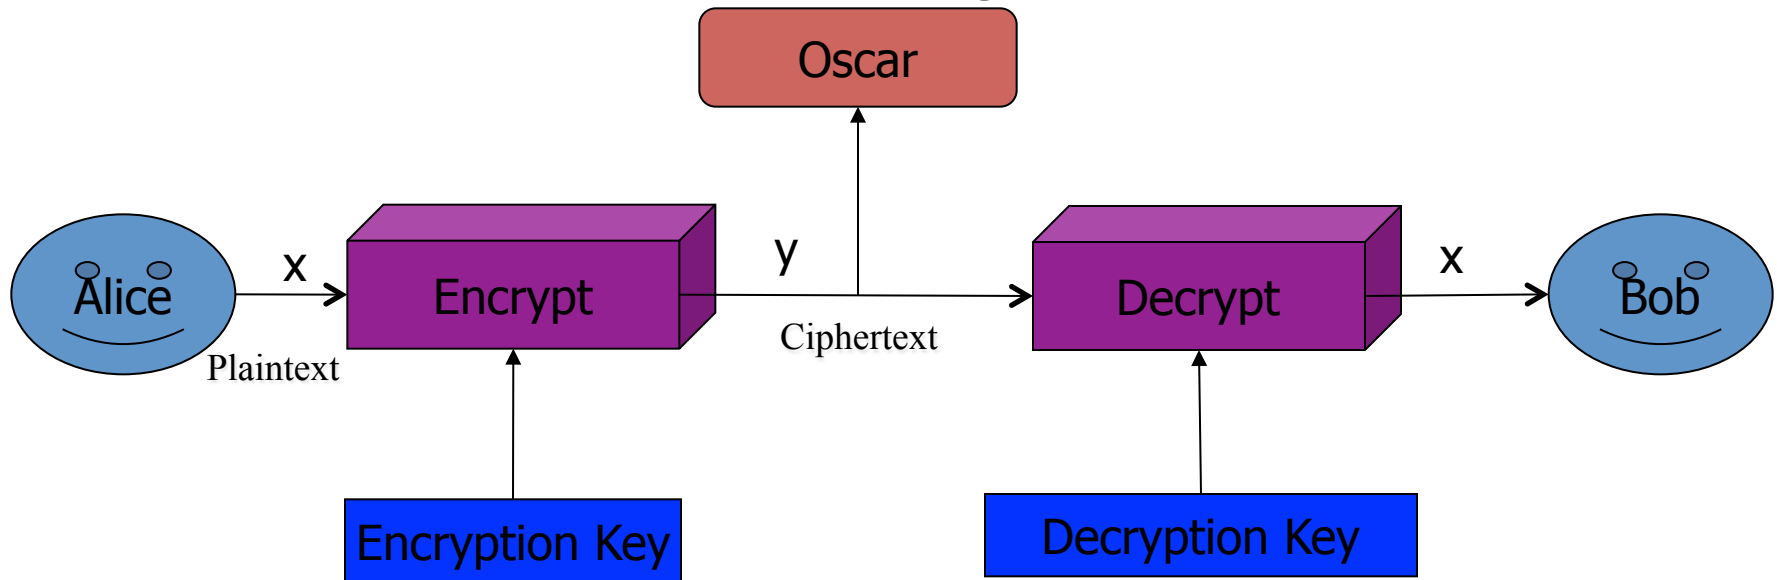 Oscar
Alice
x
Encrypt
y
Decrypt
x
Bob
Plaintext
Ciphertext
Encryption Key
Decryption Key